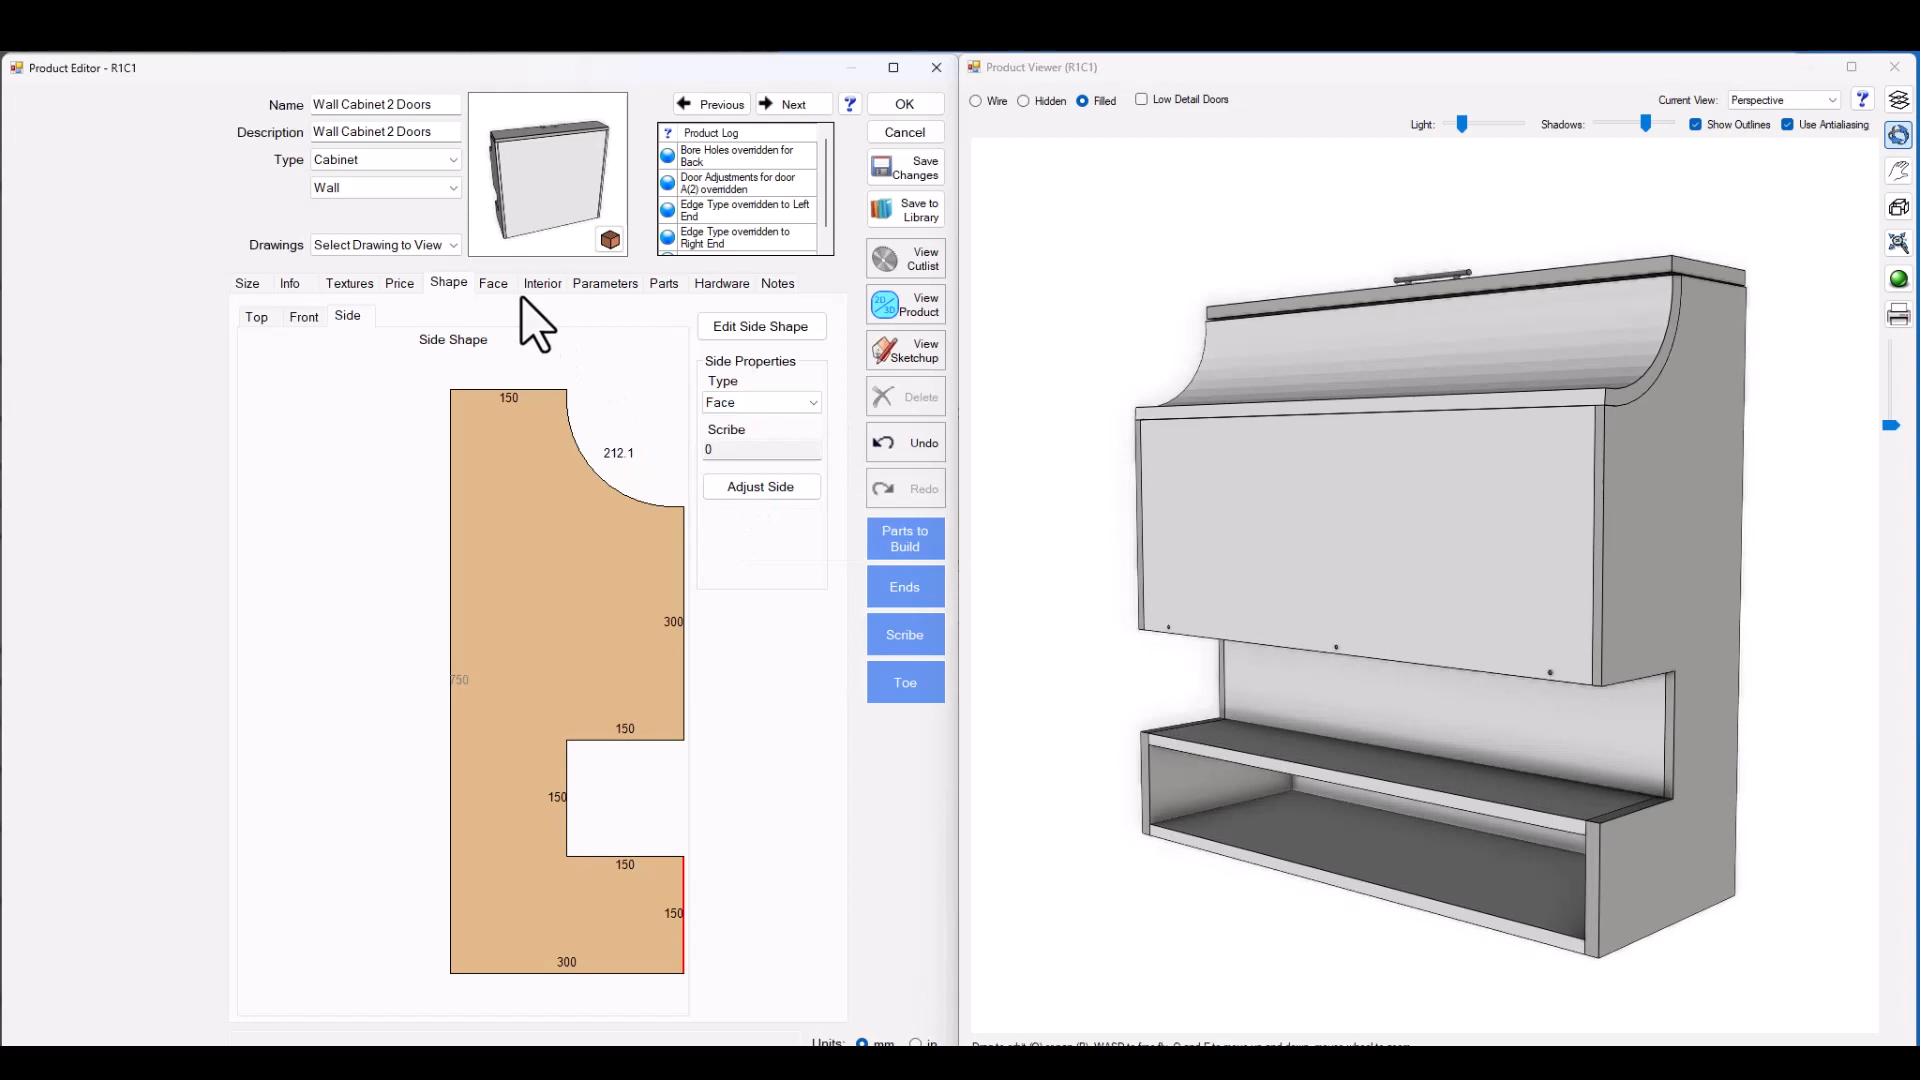 Product Editor - R1C1
Name Wall Cabinet 2 Doors
Description Wall Cabinet 2 Doors
Type Cabinet
Wall
Drawings Select Drawing to View
Previous Next ?
? Product Log
Bore Holes overridden for
Back
Door Adjustments for door
A(2) overridden
Edge Type overridden to Left
End
Edge Type overridden to
Right End
OK
Cancel
Save
Changes
Save to
Library
View
Cutlist
2D/3D View
Product
View
Sketchup
Delete
Undo
Redo
Parts to
Build
Ends
Scribe
Toe
Size Info Textures Price Shape Face Interior Parameters Parts Hardware Notes
Top Front Side
Side Shape
150
212.1
300
750
150
150
150
150
300
Edit Side Shape
Side Properties
Type
Face
Scribe
0
Adjust Side
Units: mm in
Product Viewer (R1C1)
Wire Hidden Filled Low Detail Doors
Current View: Perspective ?
Light: Shadows: Show Outlines Use Antialiasing